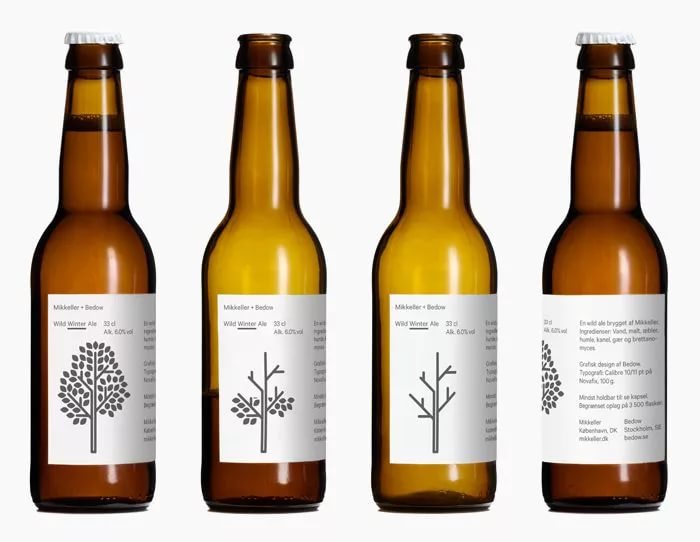 Mikkeller + Bedow
Wild Winter Ale 33 cl
Alk. 6.0% vol
Mikkeller + Bedow
Wild Winter Ale 33 cl
Alk. 6.0% vol
Mikkeller + Bedow
Wild Winter Ale 33 cl
Alk. 6.0% vol
cl
6.0% vol
En wild ale brygget af Mikkeller.
Ingredienser: Vand, malt, æbler,
humle, kanel, gær og brettano-
myces.
Grafisk design af Bedow.
Typografi: Calibre 10/11 pt på
Novafix, 100 g.
Mindst holdbar til: se kapsel.
Begrænset oplag på 3 500 flasker.
Mikkeller Bedow
København, DK Stockholm, SE
mikkeller.dk bedow.se